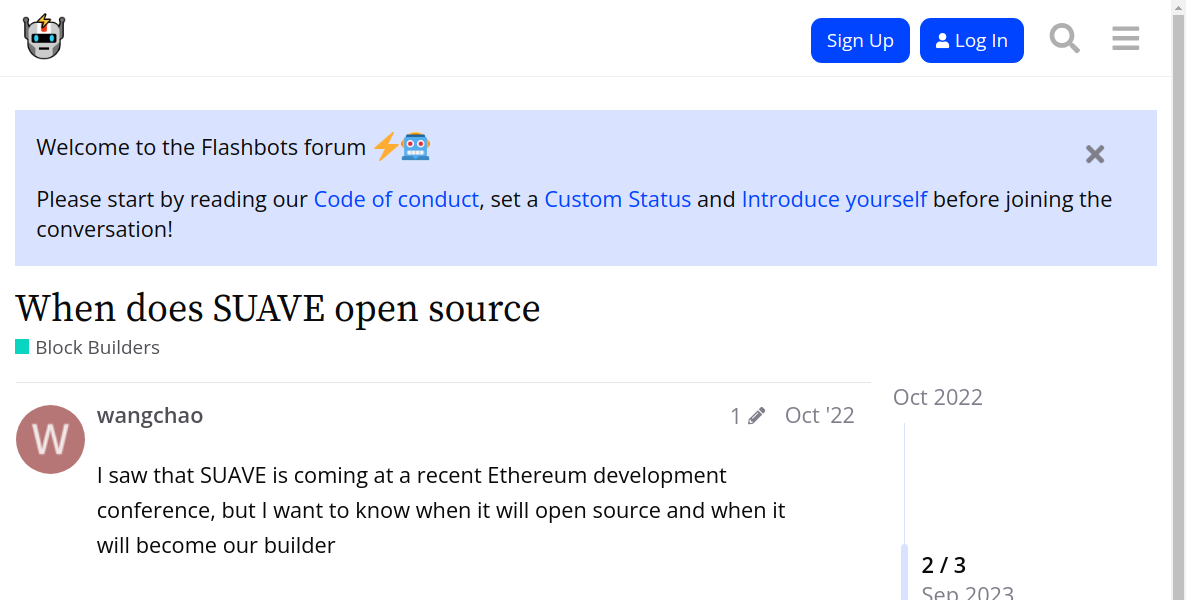 Sign Up
Log In
Welcome to the Flashbots forum
Please start by reading our Code of conduct, set a Custom Status and Introduce yourself before joining the
conversation!
When does SUAVE open source
Block Builders
W
wangchao
1
Oct '22
Oct 2022
I saw that SUAVE is coming at a recent Ethereum development
conference, but I want to know when it will open source and when it
will become our builder
2 / 3
Sep 2023